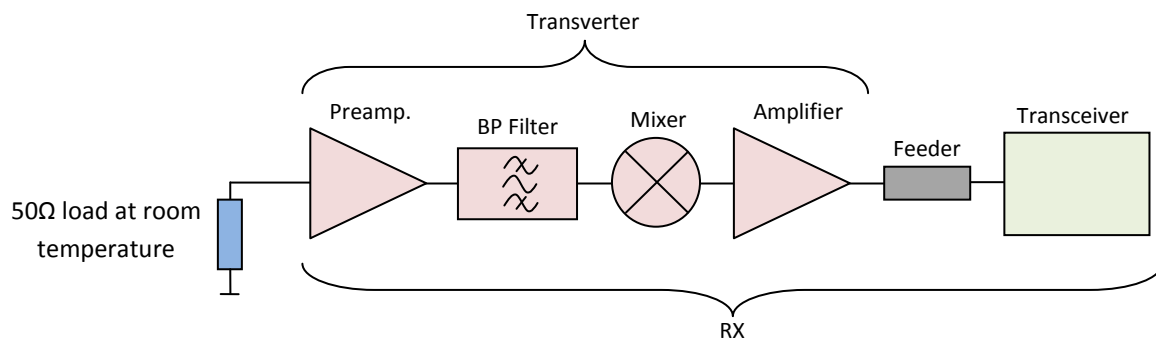 Transverter
Preamp.
BP Filter
Mixer
Amplifier
Feeder
Transceiver
50Ω load at room
temperature
RX